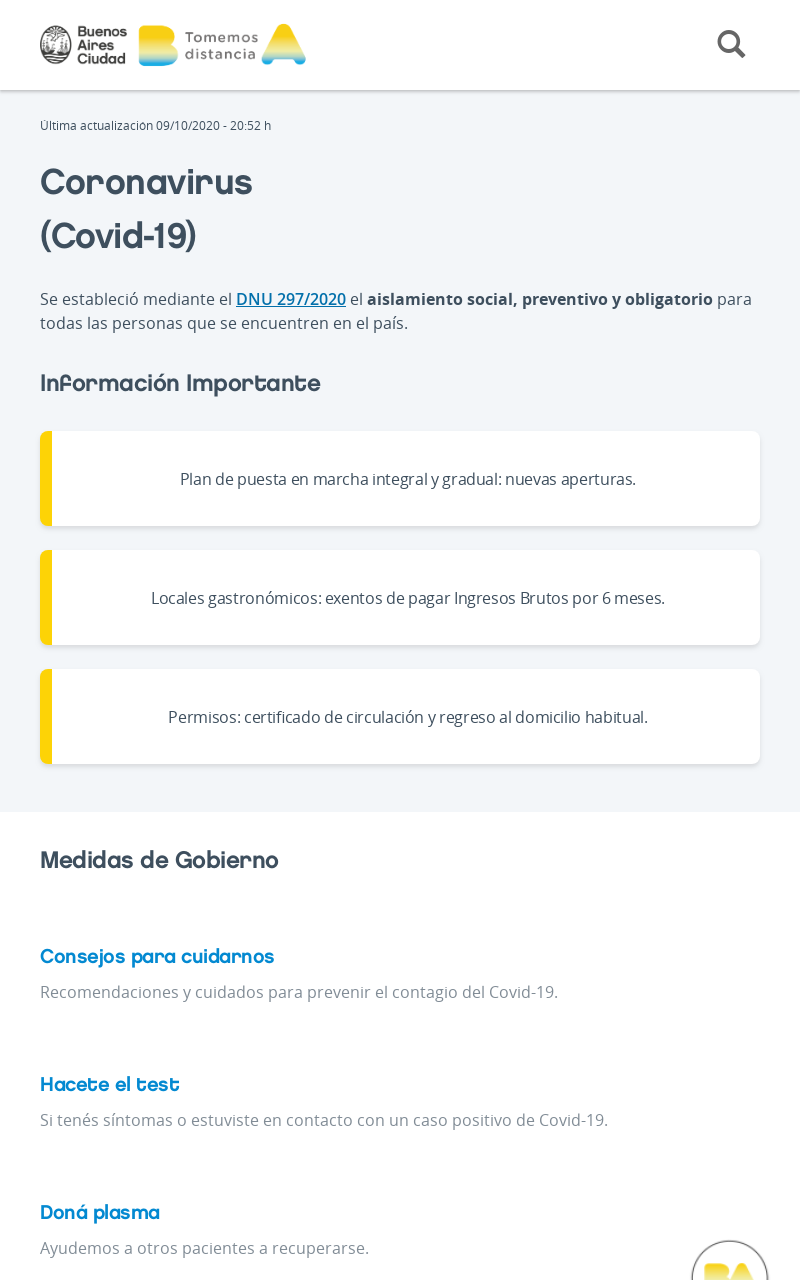 Buenos
Aires
Ciudad
B Tomemos
distancia A
Última actualización 09/10/2020 - 20:52 h
Coronavirus
(Covid-19)
Se estableció mediante el DNU 297/2020 el aislamiento social, preventivo y obligatorio para
todas las personas que se encuentren en el país.
Información Importante
Plan de puesta en marcha integral y gradual: nuevas aperturas.
Locales gastronómicos: exentos de pagar Ingresos Brutos por 6 meses.
Permisos: certificado de circulación y regreso al domicilio habitual.
Medidas de Gobierno
Consejos para cuidarnos
Recomendaciones y cuidados para prevenir el contagio del Covid-19.
Hacete el test
Si tenés síntomas o estuviste en contacto con un caso positivo de Covid-19.
Doná plasma
Ayudemos a otros pacientes a recuperarse.
BA